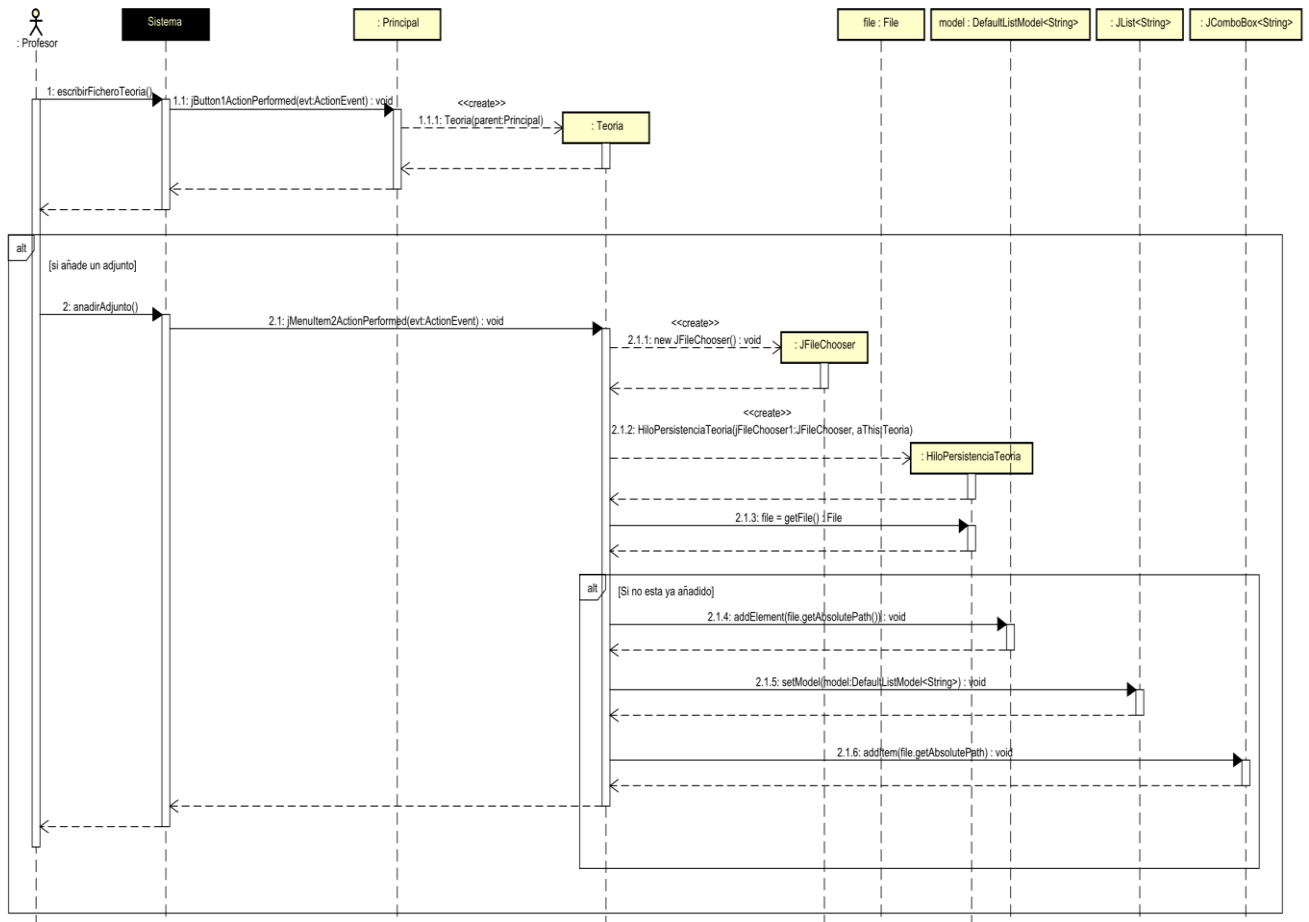 : Profesor
Sistema
: Principal
file : File
model : DefaultListModel<String>
: JList<String>
: JComboBox<String>
1: escribirFicheroTeoria()
1.1: jButton1ActionPerformed(evt:ActionEvent) : void
<<create>>
1.1.1: Teoria(parent:Principal)
: Teoria
alt
[si añade un adjunto]
2: anadirAdjunto()
2.1: jMenuItem2ActionPerformed(evt:ActionEvent) : void
<<create>>
2.1.1: new JFileChooser() : void
: JFileChooser
<<create>>
2.1.2: HiloPersistenciaTeoria(jFileChooser1:JFileChooser, aThis:Teoria)
: HiloPersistenciaTeoria
2.1.3: file = getFile() : File
alt
[Si no esta ya añadido]
2.1.4: addElement(file.getAbsolutePath()) : void
2.1.5: setModel(model:DefaultListModel<String>) : void
2.1.6: addItem(file.getAbsolutePath) : void